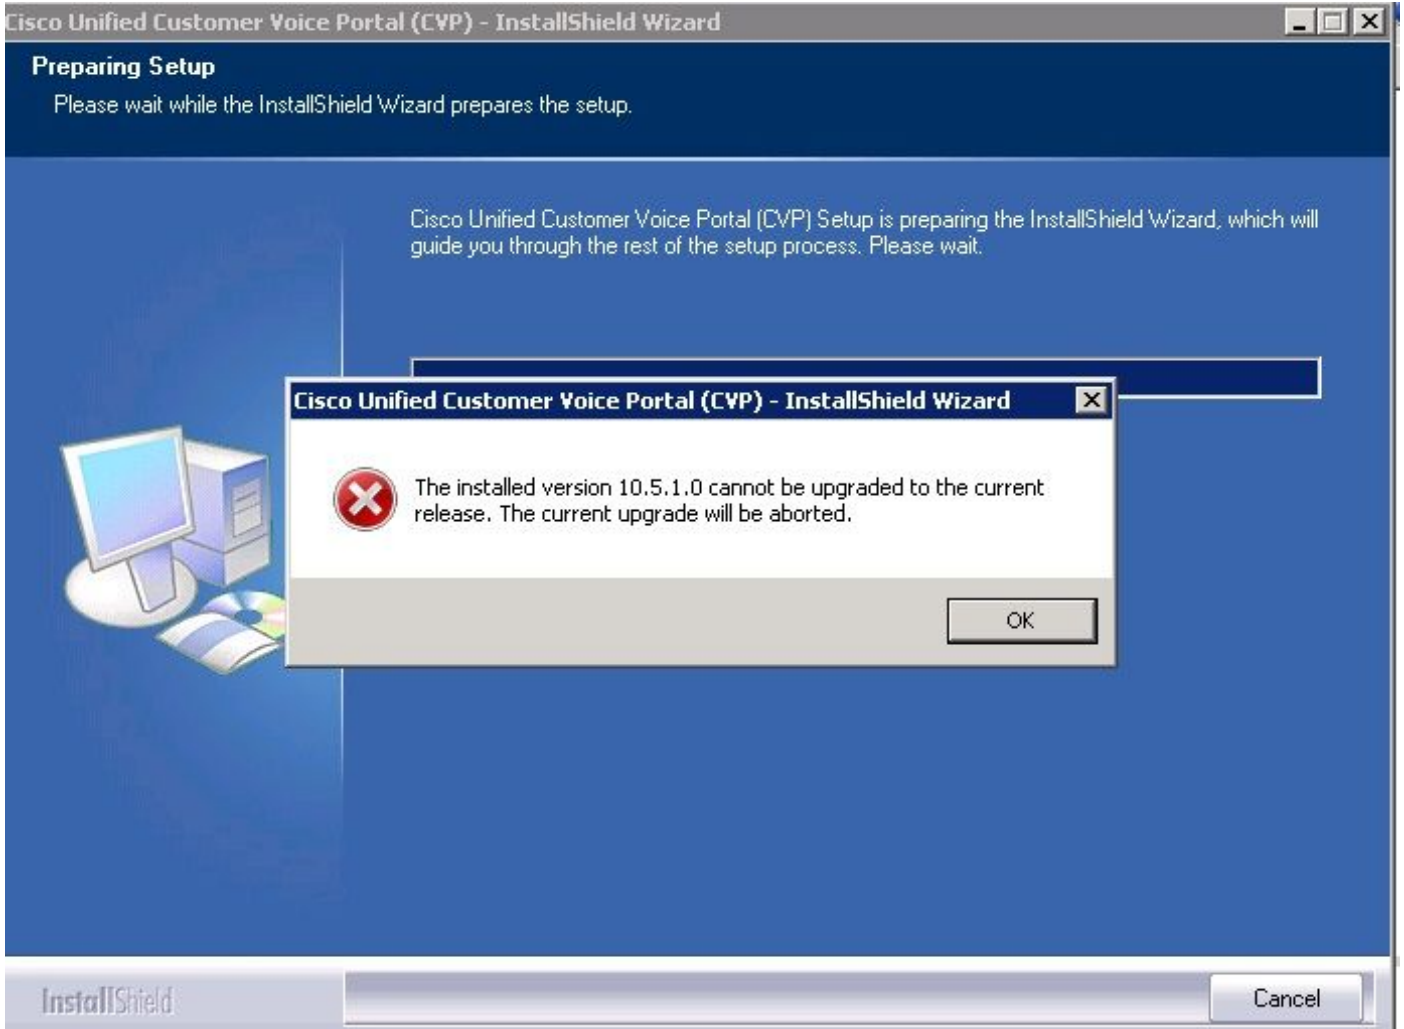 Cisco Unified Customer Voice Portal (CVP) - InstallShield Wizard
Preparing Setup
Please wait while the InstallShield Wizard prepares the setup.
Cisco Unified Customer Voice Portal (CVP) Setup is preparing the InstallShield Wizard, which will
guide you through the rest of the setup process. Please wait.
Cisco Unified Customer Voice Portal (CVP) - InstallShield Wizard
The installed version 10.5.1.0 cannot be upgraded to the current
release. The current upgrade will be aborted.
OK
InstallShield
Cancel